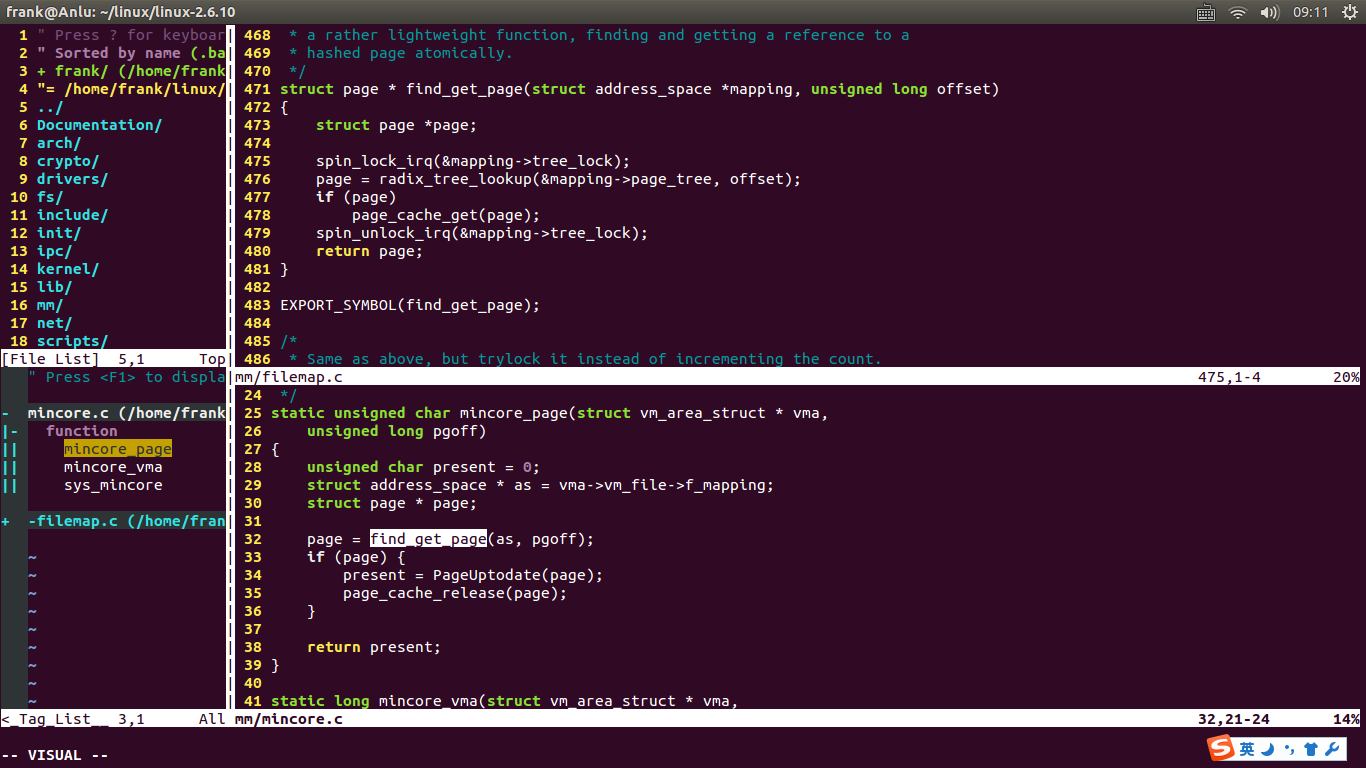 frank@Anlu: ~/linux/linux-2.6.10
09:11
1 " Press ? for keyboar
2 " Sorted by name (.ba
3 + frank/ (/home/frank
4 "= /home/frank/linux/
5 ../
6 Documentation/
7 arch/
8 crypto/
9 drivers/
10 fs/
11 include/
12 init/
13 ipc/
14 kernel/
15 lib/
16 mm/
17 net/
18 scripts/
[File List] 5,1 Top
468 * a rather lightweight function, finding and getting a reference to a
469 * hashed page atomically.
470 */
471 struct page * find_get_page(struct address_space *mapping, unsigned long offset)
472 {
473 struct page *page;
474
475 spin_lock_irq(&mapping->tree_lock);
476 page = radix_tree_lookup(&mapping->page_tree, offset);
477 if (page)
478 page_cache_get(page);
479 spin_unlock_irq(&mapping->tree_lock);
480 return page;
481 }
482
483 EXPORT_SYMBOL(find_get_page);
484
485 /*
486 * Same as above, but trylock it instead of incrementing the count.
mm/filemap.c 475,1-4 20%
" Press <F1> to displa
- mincore.c (/home/frank
|- function
|| mincore_page
|| mincore_vma
|| sys_mincore
+ -filemap.c (/home/fran
~
~
~
~
~
~
~
~
~
<_Tag_List__ 3,1 All
24 */
25 static unsigned char mincore_page(struct vm_area_struct * vma,
26 unsigned long pgoff)
27 {
28 unsigned char present = 0;
29 struct address_space * as = vma->vm_file->f_mapping;
30 struct page * page;
31
32 page = find_get_page(as, pgoff);
33 if (page) {
34 present = PageUptodate(page);
35 page_cache_release(page);
36 }
37
38 return present;
39 }
40
41 static long mincore_vma(struct vm_area_struct * vma,
mm/mincore.c 32,21-24 14%
-- VISUAL --
S 英